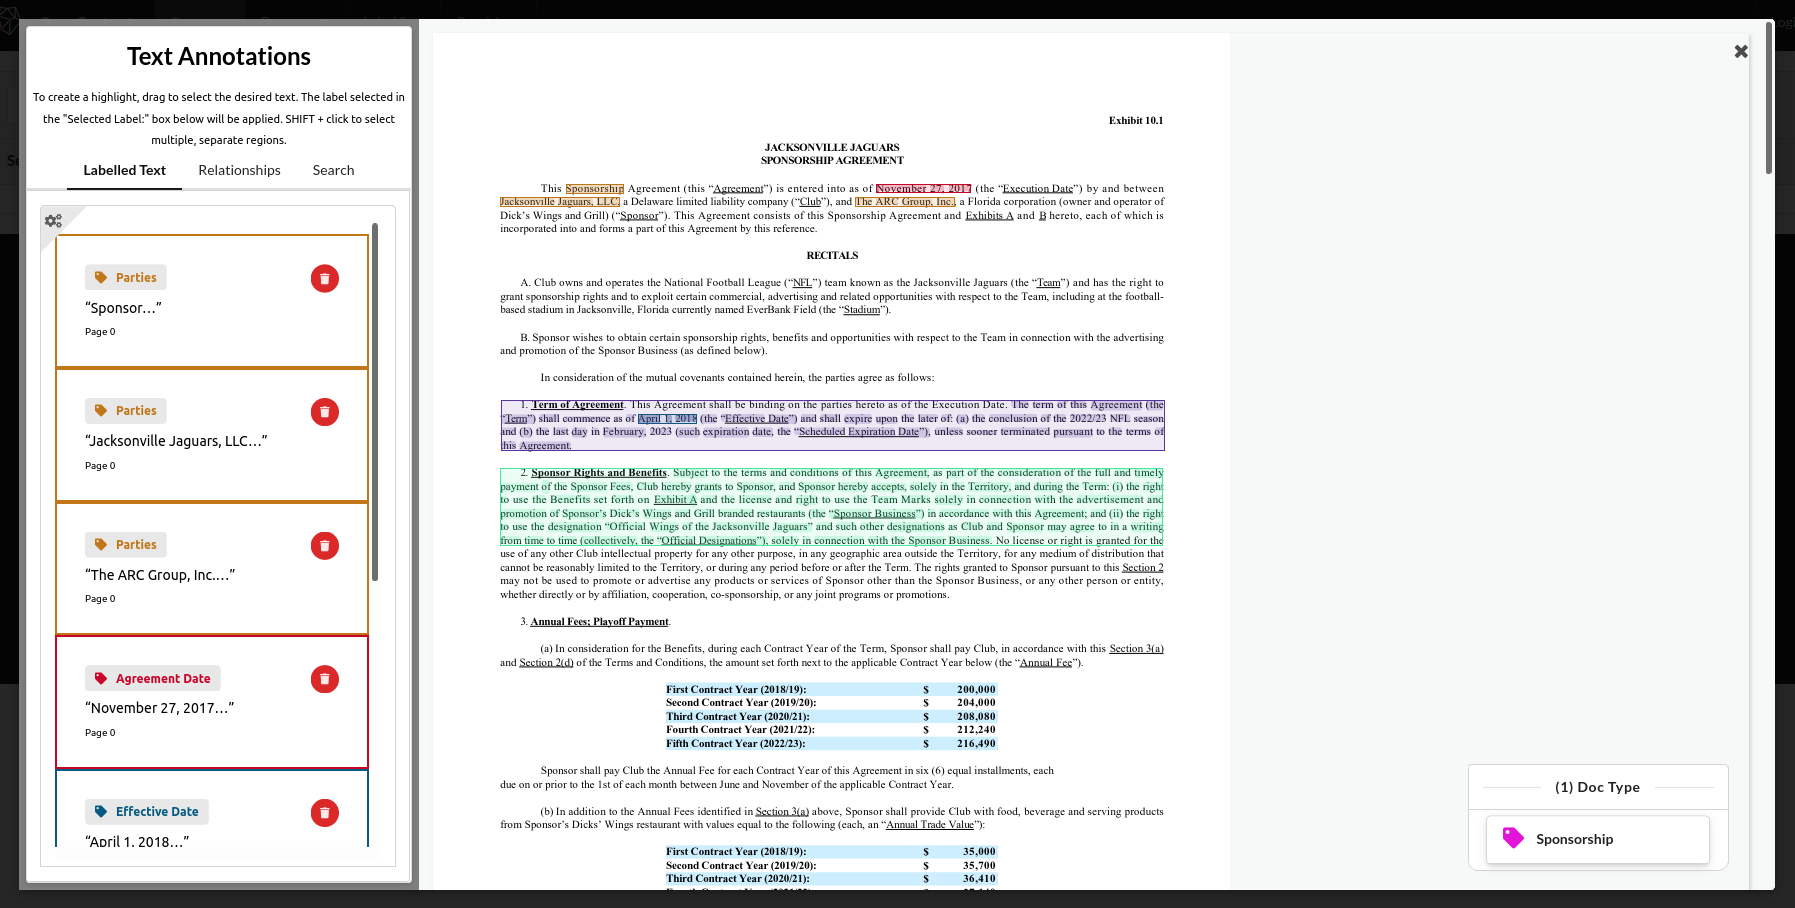 Text Annotations
To create a highlight, drag to select the desired text. The label selected in
the "Selected Label:" box below will be applied. SHIFT + click to select
multiple, separate regions.
Labelled Text Relationships Search
Parties
“Sponsor...”
Page 0
Parties
“Jacksonville Jaguars, LLC...”
Page 0
Parties
“The ARC Group, Inc....”
Page 0
Agreement Date
“November 27, 2017...”
Page 0
Effective Date
“April 1, 2018...”
Exhibit 10.1
JACKSONVILLE JAGUARS
SPONSORSHIP AGREEMENT
This Sponsorship Agreement (this “Agreement”) is entered into as of November 27, 2017 (the “Execution Date”) by and between
Jacksonville Jaguars, LLC, a Delaware limited liability company (“Club”), and The ARC Group, Inc., a Florida corporation (owner and operator of
Dick’s Wings and Grill) (“Sponsor”). This Agreement consists of this Sponsorship Agreement and Exhibits A and B hereto, each of which is
incorporated into and forms a part of this Agreement by this reference.
RECITALS
A. Club owns and operates the National Football League (“NFL”) team known as the Jacksonville Jaguars (the “Team”) and has the right to
grant sponsorship rights and to exploit certain commercial, advertising and related opportunities with respect to the Team, including at the football-
based stadium in Jacksonville, Florida currently named EverBank Field (the “Stadium”).
B. Sponsor wishes to obtain certain sponsorship rights, benefits and opportunities with respect to the Team in connection with the advertising
and promotion of the Sponsor Business (as defined below).
In consideration of the mutual covenants contained herein, the parties agree as follows:
1. Term of Agreement. This Agreement shall be binding on the parties hereto as of the Execution Date. The term of this Agreement (the
“Term”) shall commence as of April 1, 2018 (the “Effective Date”) and shall expire upon the later of: (a) the conclusion of the 2022/23 NFL season
and (b) the last day in February, 2023 (such expiration date, the “Scheduled Expiration Date”), unless sooner terminated pursuant to the terms of
this Agreement.
2. Sponsor Rights and Benefits. Subject to the terms and conditions of this Agreement, as part of the consideration of the full and timely
payment of the Sponsor Fees, Club hereby grants to Sponsor, and Sponsor hereby accepts, solely in the Territory, and during the Term: (i) the right
to use the Benefits set forth on Exhibit A and the license and right to use the Team Marks solely in connection with the advertisement and
promotion of Sponsor’s Dick’s Wings and Grill branded restaurants (the “Sponsor Business”) in accordance with this Agreement; and (ii) the right
to use the designation “Official Wings of the Jacksonville Jaguars” and such other designations as Club and Sponsor may agree to in a writing
from time to time (collectively, the “Official Designations”), solely in connection with the Sponsor Business. No license or right is granted for the
use of any other Club intellectual property for any other purpose, in any geographic area outside the Territory, for any medium of distribution that
cannot be reasonably limited to the Territory, or during any period before or after the Term. The rights granted to Sponsor pursuant to this Section 2
may not be used to promote or advertise any products or services of Sponsor other than the Sponsor Business, or any other person or entity,
whether directly or by affiliation, cooperation, co-sponsorship, or any joint programs or promotions.
3. Annual Fees; Playoff Payment.
(a) In consideration for the Benefits, during each Contract Year of the Term, Sponsor shall pay Club, in accordance with this Section 3(a)
and Section 2(d) of the Terms and Conditions, the amount set forth next to the applicable Contract Year below (the “Annual Fee”).
First Contract Year (2018/19): $ 200,000
Second Contract Year (2019/20): $ 204,000
Third Contract Year (2020/21): $ 208,080
Fourth Contract Year (2021/22): $ 212,240
Fifth Contract Year (2022/23): $ 216,490
Sponsor shall pay Club the Annual Fee for each Contract Year of this Agreement in six (6) equal installments, each
due on or prior to the 1st of each month between June and November of the applicable Contract Year.
(b) In addition to the Annual Fees identified in Section 3(a) above, Sponsor shall provide Club with food, beverage and serving products
from Sponsor’s Dicks’ Wings restaurant with values equal to the following (each, an “Annual Trade Value”):
First Contract Year (2018/19): $ 35,000
Second Contract Year (2019/20): $ 35,700
Third Contract Year (2020/21): $ 36,410
(1) Doc Type
Sponsorship